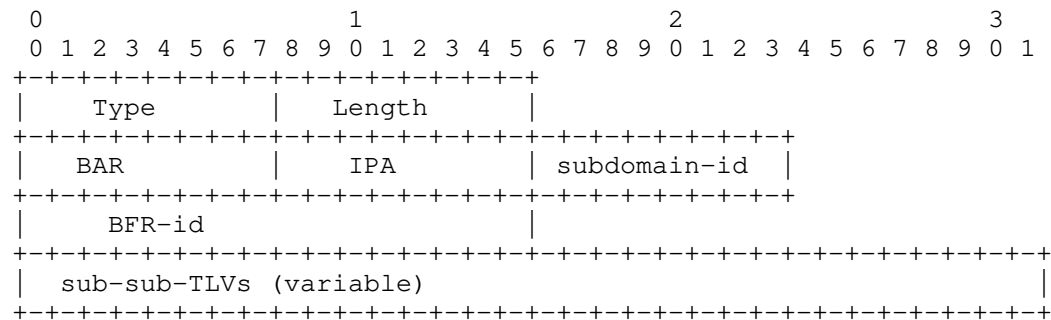 0                   1                   2                   3
 0 1 2 3 4 5 6 7 8 9 0 1 2 3 4 5 6 7 8 9 0 1 2 3 4 5 6 7 8 9 0 1
+-+-+-+-+-+-+-+-+-+-+-+-+-+-+-+-+
|    Type       |   Length      |
+-+-+-+-+-+-+-+-+-+-+-+-+-+-+-+-+-+-+-+-+-+-+-+-+
|   BAR         |    IPA        | subdomain-id  |
+-+-+-+-+-+-+-+-+-+-+-+-+-+-+-+-+-+-+-+-+-+-+-+-+
|     BFR-id                    |
+-+-+-+-+-+-+-+-+-+-+-+-+-+-+-+-+-+-+-+-+-+-+-+-+-+-+-+-+-+-+-+-+
|  sub-sub-TLVs (variable)                                      |
+-+-+-+-+-+-+-+-+-+-+-+-+-+-+-+-+-+-+-+-+-+-+-+-+-+-+-+-+-+-+-+-+